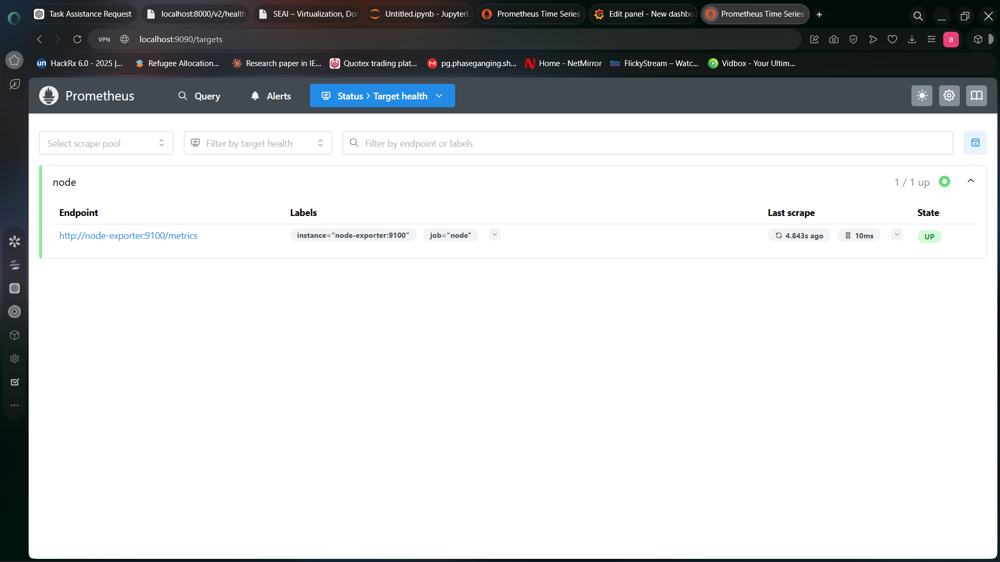 Task Assistance Request
localhost:8000/v2/health
SEAI – Virtualization, Doc
Untitled.ipynb - JupyterL
Prometheus Time Series
Edit panel - New dashbo
Prometheus Time Series
VPN
localhost:9090/targets
a
un HackRx 6.0 - 2025 |...
Refugee Allocation...
Research paper in IE...
Quotex trading plat...
M pg.phaseganging.sh...
Home - NetMirror
FlickyStream – Watc...
Vidbox - Your Ultim...
Prometheus
Query
Alerts
Status > Target health
Select scrape pool
Filter by target health
Filter by endpoint or labels
node
1 / 1 up
Endpoint Labels Last scrape State
http://node-exporter:9100/metrics instance="node-exporter:9100" job="node" 4.843s ago 10ms UP